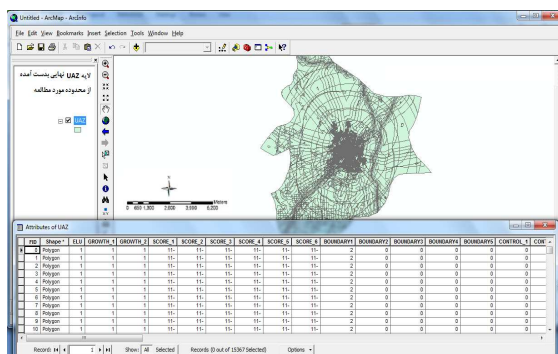 Untitled - ArcMap - ArcInfo
File Edit View Bookmarks Insert Selection Tools Window Help
لایه UAZ نهایی بدست آمده
از محدوده مورد مطالعه
UAZ
Meters
Attributes of UAZ
FID Shape * ELU GROWTH_1 GROWTH_2 SCORE_1 SCORE_2 SCORE_3 SCORE_4 SCORE_5 SCORE_6 BOUNDARY1 BOUNDARY2 BOUNDARY3 BOUNDARY4 BOUNDARY5 CONTROL_1 CONT
0 Polygon 1 1 1 11- 11- 11- 11- 11- 11- 2 0 0 0 0 0
1 Polygon 1 1 1 11- 11- 11- 11- 11- 11- 2 0 0 0 0 0
2 Polygon 1 1 1 11- 11- 11- 11- 11- 11- 2 0 0 0 0 0
3 Polygon 1 1 1 11- 11- 11- 11- 11- 11- 2 0 0 0 0 0
4 Polygon 1 1 1 11- 11- 11- 11- 11- 11- 2 0 0 0 0 0
5 Polygon 1 1 1 11- 11- 11- 11- 11- 11- 2 0 0 0 0 0
6 Polygon 1 1 1 11- 11- 11- 11- 11- 11- 2 0 0 0 0 0
7 Polygon 1 1 1 11- 11- 11- 11- 11- 11- 2 0 0 0 0 0
8 Polygon 1 1 1 11- 11- 11- 11- 11- 11- 2 0 0 0 0 0
9 Polygon 1 1 1 11- 11- 11- 11- 11- 11- 2 0 0 0 0 0
10 Polygon 1 1 1 11- 11- 11- 11- 11- 11- 2 0 0 0 0 0
Record: 1 Show: All Selected Records (0 out of 15367 Selected) Options